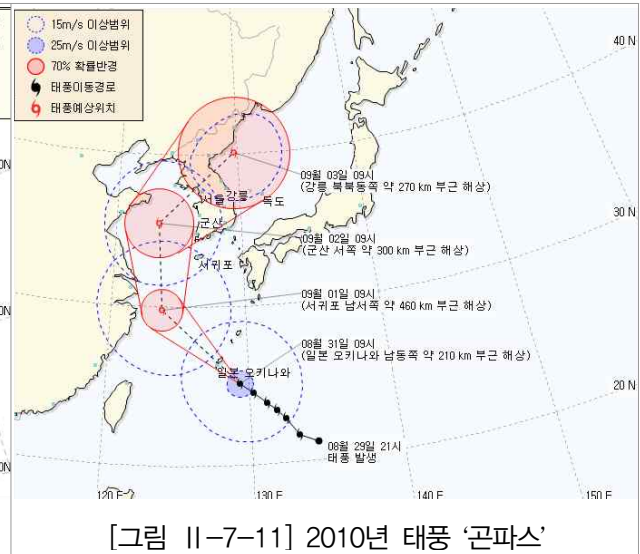 15m/s 이상범위
25m/s 이상범위
70% 확률반경
태풍이동경로
태풍예상위치
40 N
30 N
20 N
0N
0N
0N
120 E
130 E
140 E
150 E
서울
강릉
독도
군산
서귀포
일본 오키나와
09월 03일 09시
(강릉 북북동쪽 약 270 km 부근 해상)
09월 02일 09시
(군산 서쪽 약 300 km 부근 해상)
09월 01일 09시
(서귀포 남서쪽 약 460 km 부근 해상)
08월 31일 09시
(일본 오키나와 남동쪽 약 210 km 부근 해상)
08월 29일 21시
태풍 발생
[그림 Ⅱ-7-11] 2010년 태풍 ‘곤파스’